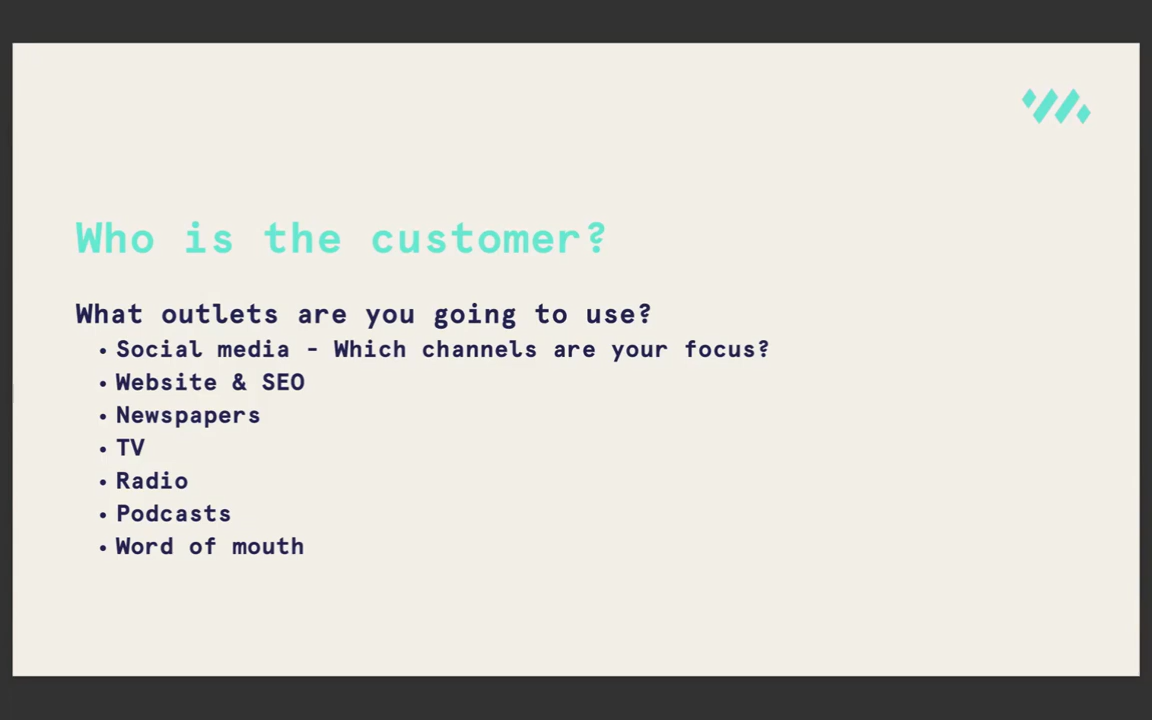 Who is the customer?
What outlets are you going to use?
• Social media - Which channels are your focus?
• Website & SEO
• Newspapers
• TV
• Radio
• Podcasts
• Word of mouth